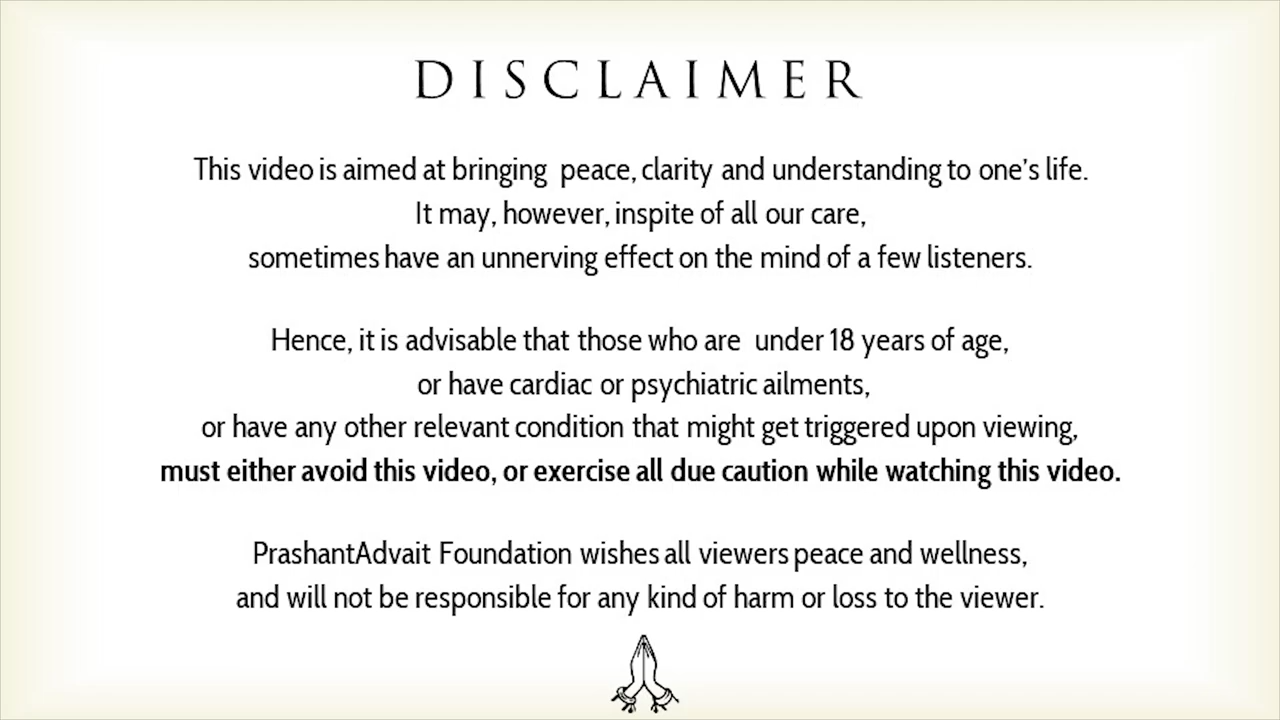 DISCLAIMER
This video is aimed at bringing peace, clarity and understanding to one's life.
It may, however, inspite of all our care,
sometimes have an unnerving effect on the mind of a few listeners.
Hence, it is advisable that those who are under 18 years of age,
or have cardiac or psychiatric ailments,
or have any other relevant condition that might get triggered upon viewing,
must either avoid this video, or exercise all due caution while watching this video.
PrashantAdvait Foundation wishes all viewers peace and wellness,
and will not be responsible for any kind of harm or loss to the viewer.